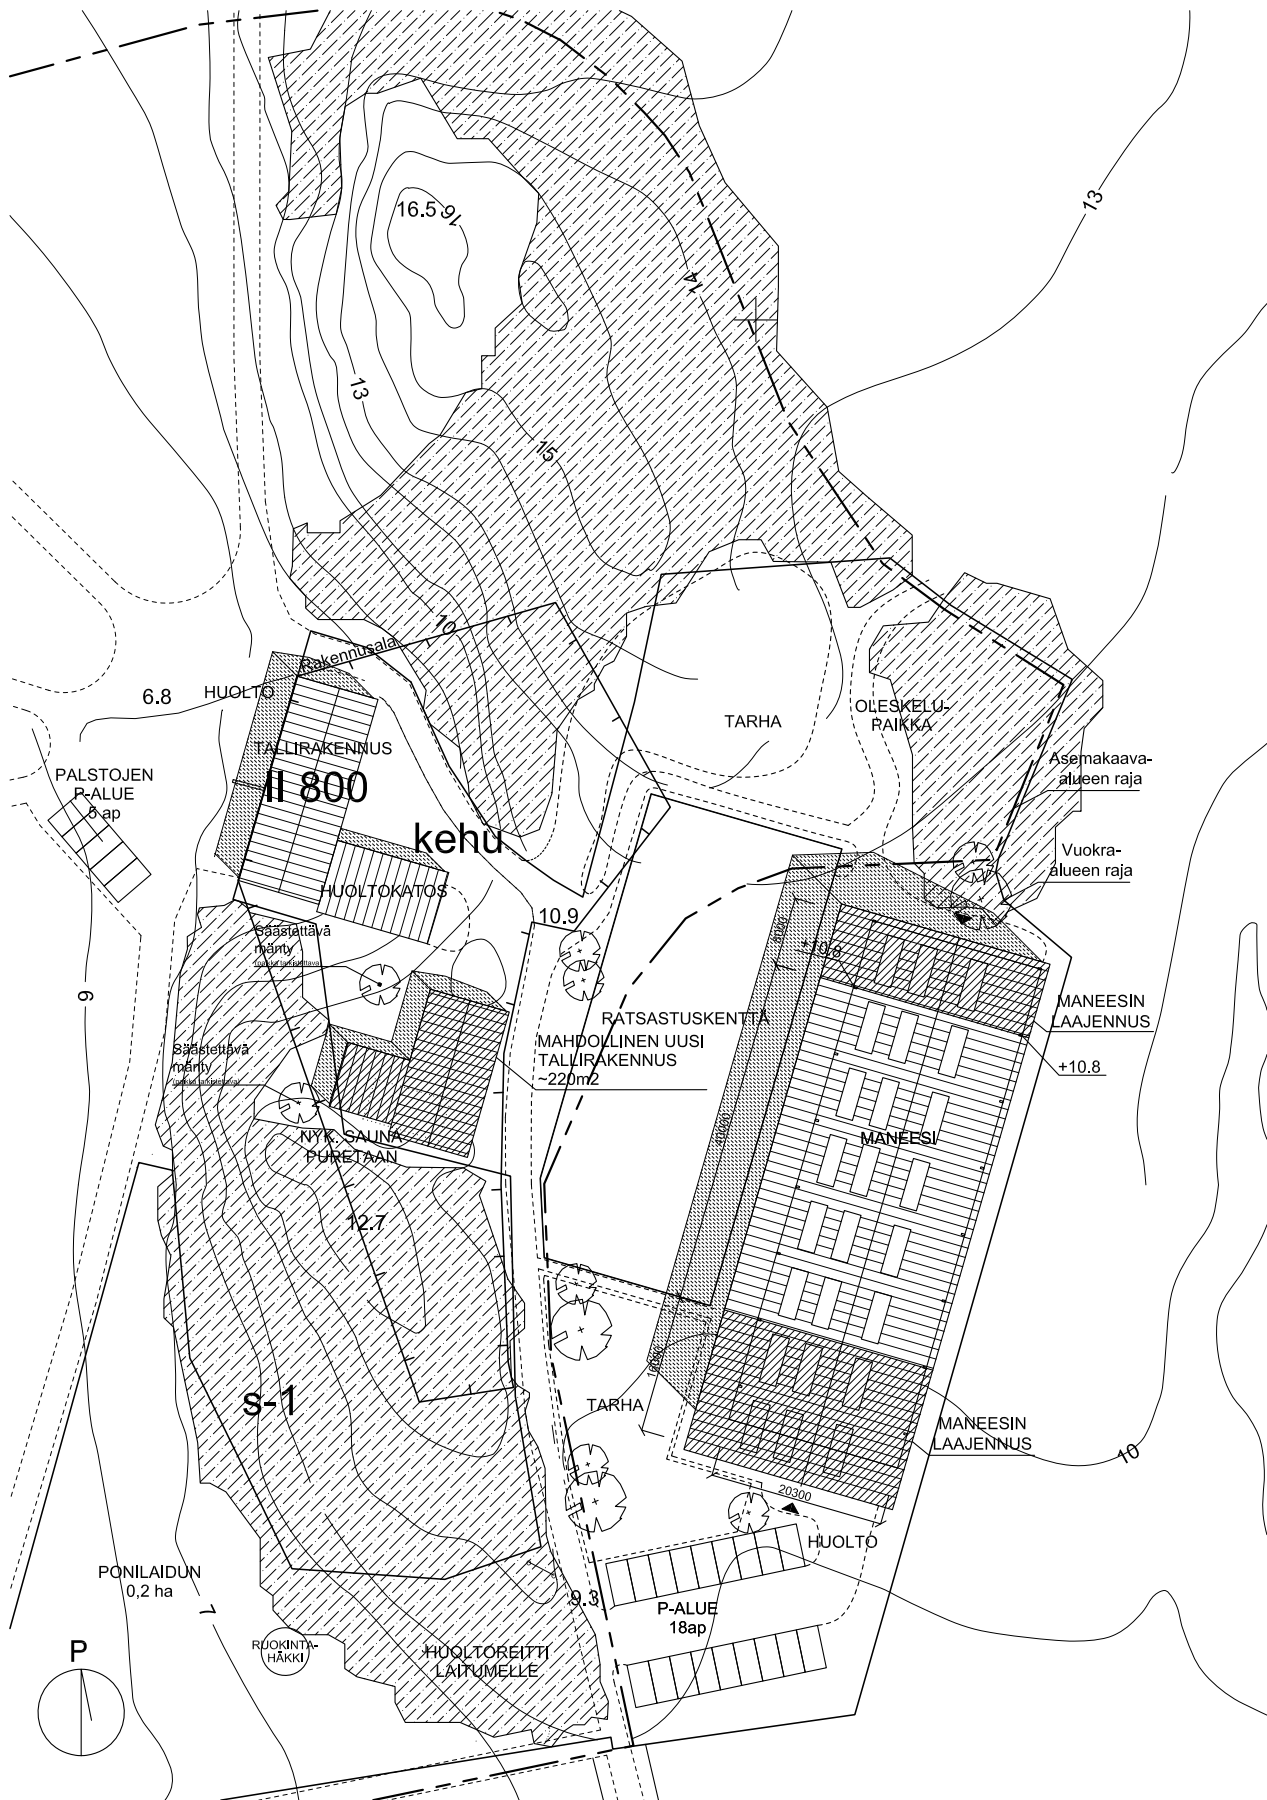 13
16.5
16
14
13
15
10
Rakennusala
6.8
HUOLTO
TARHA
OLESKELU-
PAIKKA
TALLIRAKENNUS
II 800
Asemakaava-
alueen raja
PALSTOJEN
P-ALUE
5 ap
kehu
Vuokra-
alueen raja
HUOLTOKATOS
10.9
Säästettävä
mänty
8000
+10.8
9
RATSASTUSKENTTÄ
MANEESIN
LAAJENNUS
+10.8
MAHDOLLINEN UUSI
TALLIRAKENNUS
~220m2
Säästettävä
mänty
NYK. SAUNA
PURETAAN
40000
MANEESI
12.7
16000
s-1
TARHA
MANEESIN
LAAJENNUS
10
20300
HUOLTO
PONILAIDUN
0,2 ha
7
9.3
P-ALUE
18ap
RUOKINTA-
HÄKKI
HUOLTOREITTI
LAITUMELLE
P